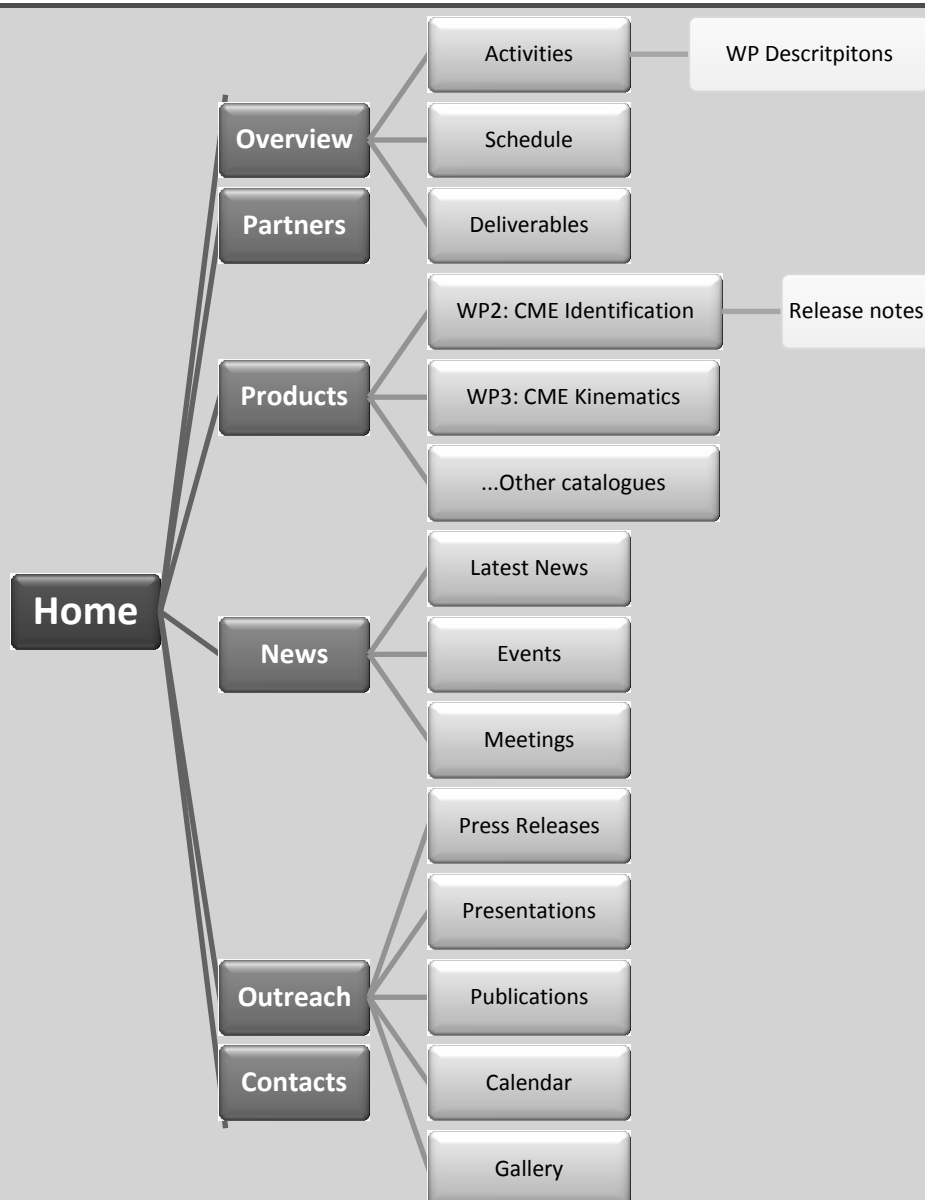 Activities
WP Descritpitons
Overview
Schedule
Partners
Deliverables
WP2: CME Identification
Release notes
Products
WP3: CME Kinematics
...Other catalogues
Latest News
Home
News
Events
Meetings
Press Releases
Presentations
Outreach
Publications
Contacts
Calendar
Gallery